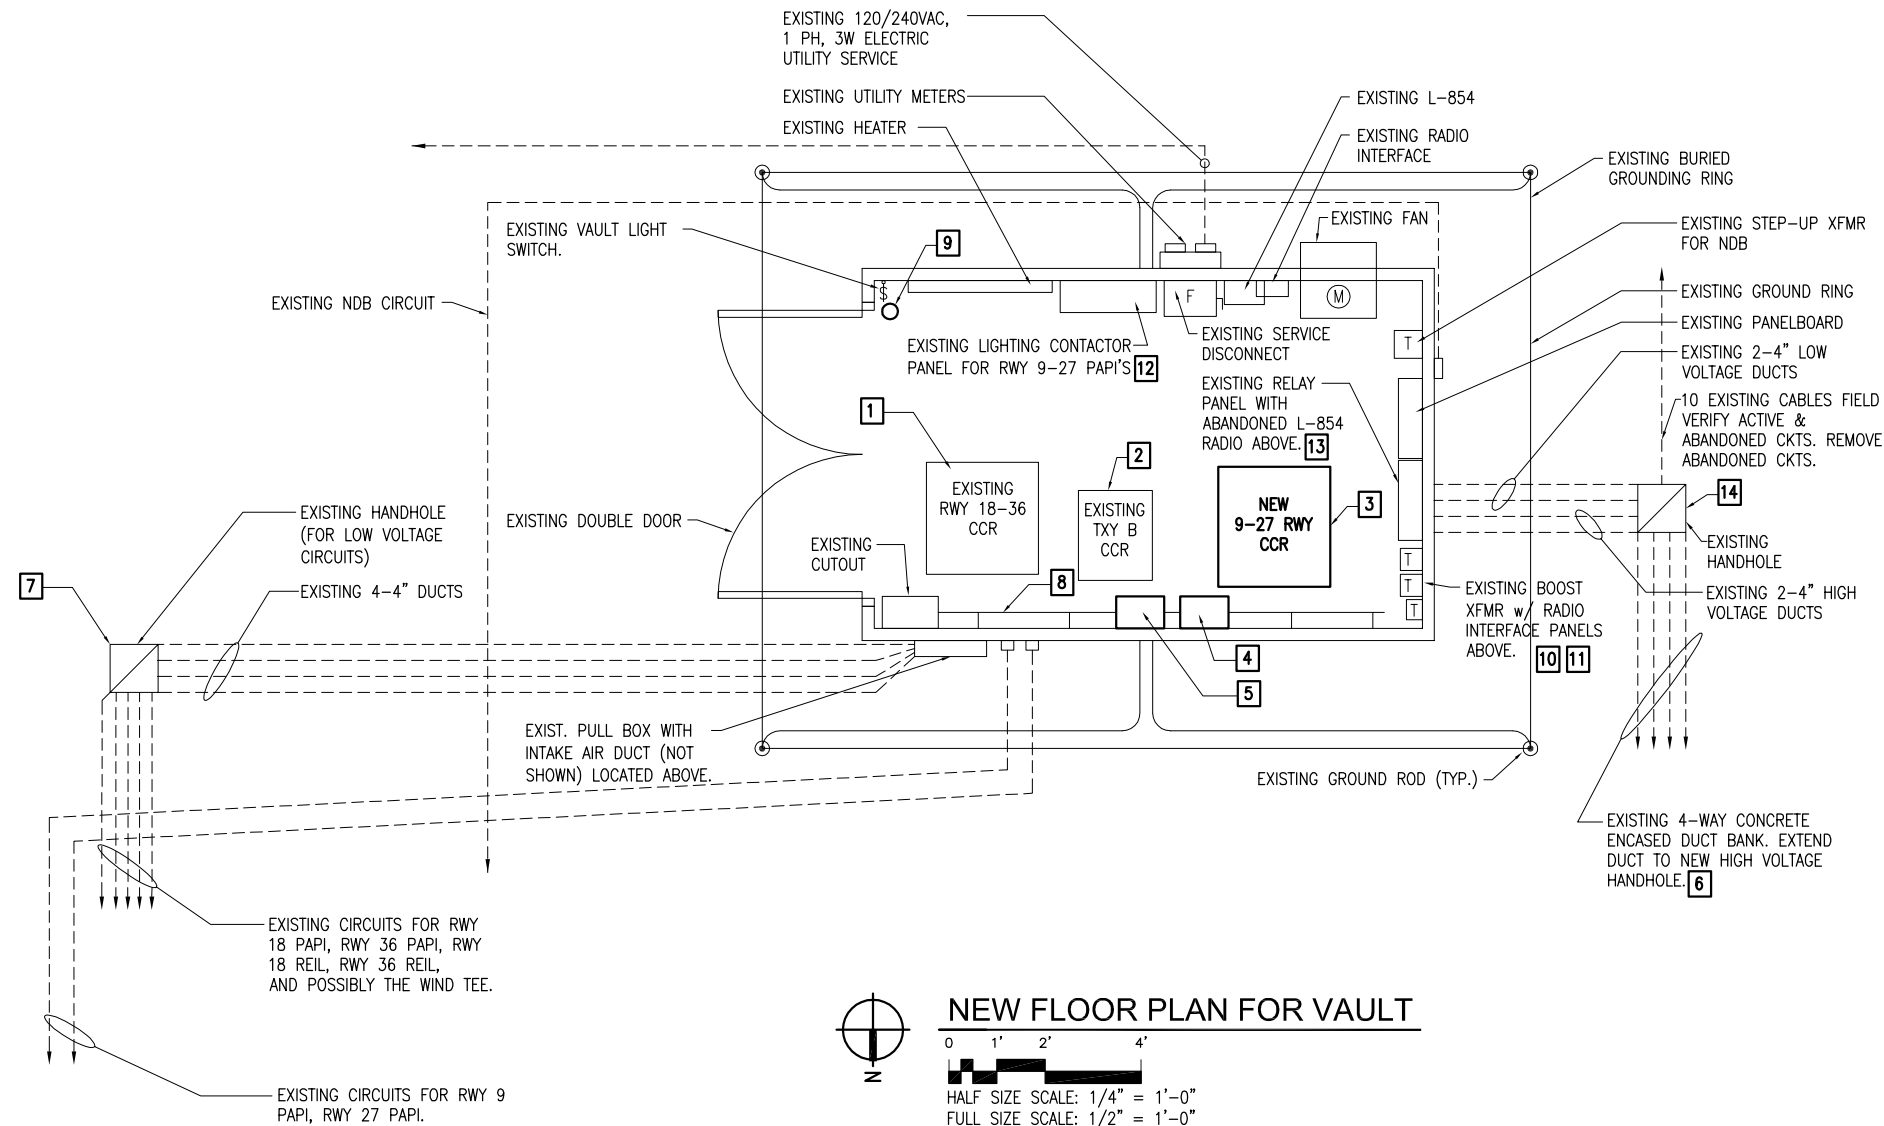 EXISTING 120/240VAC,
1 PH, 3W ELECTRIC
UTILITY SERVICE
EXISTING UTILITY METERS
EXISTING HEATER
EXISTING L-854
EXISTING RADIO
INTERFACE
EXISTING BURIED
GROUNDING RING
EXISTING VAULT LIGHT
SWITCH.
9
EXISTING FAN
EXISTING STEP-UP XFMR
FOR NDB
EXISTING NDB CIRCUIT
$
F
M
EXISTING GROUND RING
EXISTING PANELBOARD
EXISTING SERVICE
DISCONNECT
T
EXISTING LIGHTING CONTACTOR
PANEL FOR RWY 9-27 PAPI'S
12
EXISTING 2-4" LOW
VOLTAGE DUCTS
EXISTING RELAY
PANEL WITH
ABANDONED L-854
RADIO ABOVE.
13
10 EXISTING CABLES FIELD
VERIFY ACTIVE &
ABANDONED CKTS. REMOVE
ABANDONED CKTS.
1
2
EXISTING
RWY 18-36
CCR
EXISTING
TXY B
CCR
NEW
9-27 RWY
CCR
3
14
EXISTING HANDHOLE
(FOR LOW VOLTAGE
CIRCUITS)
EXISTING DOUBLE DOOR
EXISTING
CUTOUT
EXISTING
HANDHOLE
7
EXISTING 4-4" DUCTS
8
T
T
T
EXISTING BOOST
XFMR w/ RADIO
INTERFACE PANELS
ABOVE.
10
11
EXISTING 2-4" HIGH
VOLTAGE DUCTS
4
5
EXIST. PULL BOX WITH
INTAKE AIR DUCT (NOT
SHOWN) LOCATED ABOVE.
EXISTING GROUND ROD (TYP.)
EXISTING 4-WAY CONCRETE
ENCASED DUCT BANK. EXTEND
DUCT TO NEW HIGH VOLTAGE
HANDHOLE.
6
EXISTING CIRCUITS FOR RWY
18 PAPI, RWY 36 PAPI, RWY
18 REIL, RWY 36 REIL,
AND POSSIBLY THE WIND TEE.
EXISTING CIRCUITS FOR RWY 9
PAPI, RWY 27 PAPI.
N
NEW FLOOR PLAN FOR VAULT
0 1' 2' 4'
HALF SIZE SCALE: 1/4" = 1'-0"
FULL SIZE SCALE: 1/2" = 1'-0"